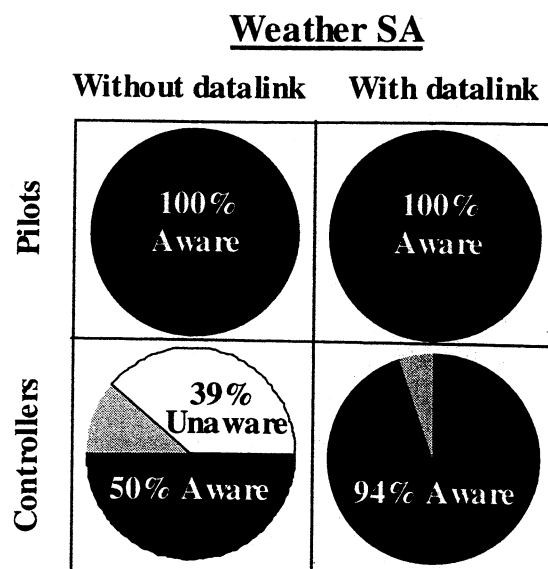 Weather SA
Without datalink
With datalink
Pilots
100%
Aware
100%
Aware
Controllers
39%
Unaware
50% Aware
94% Aware